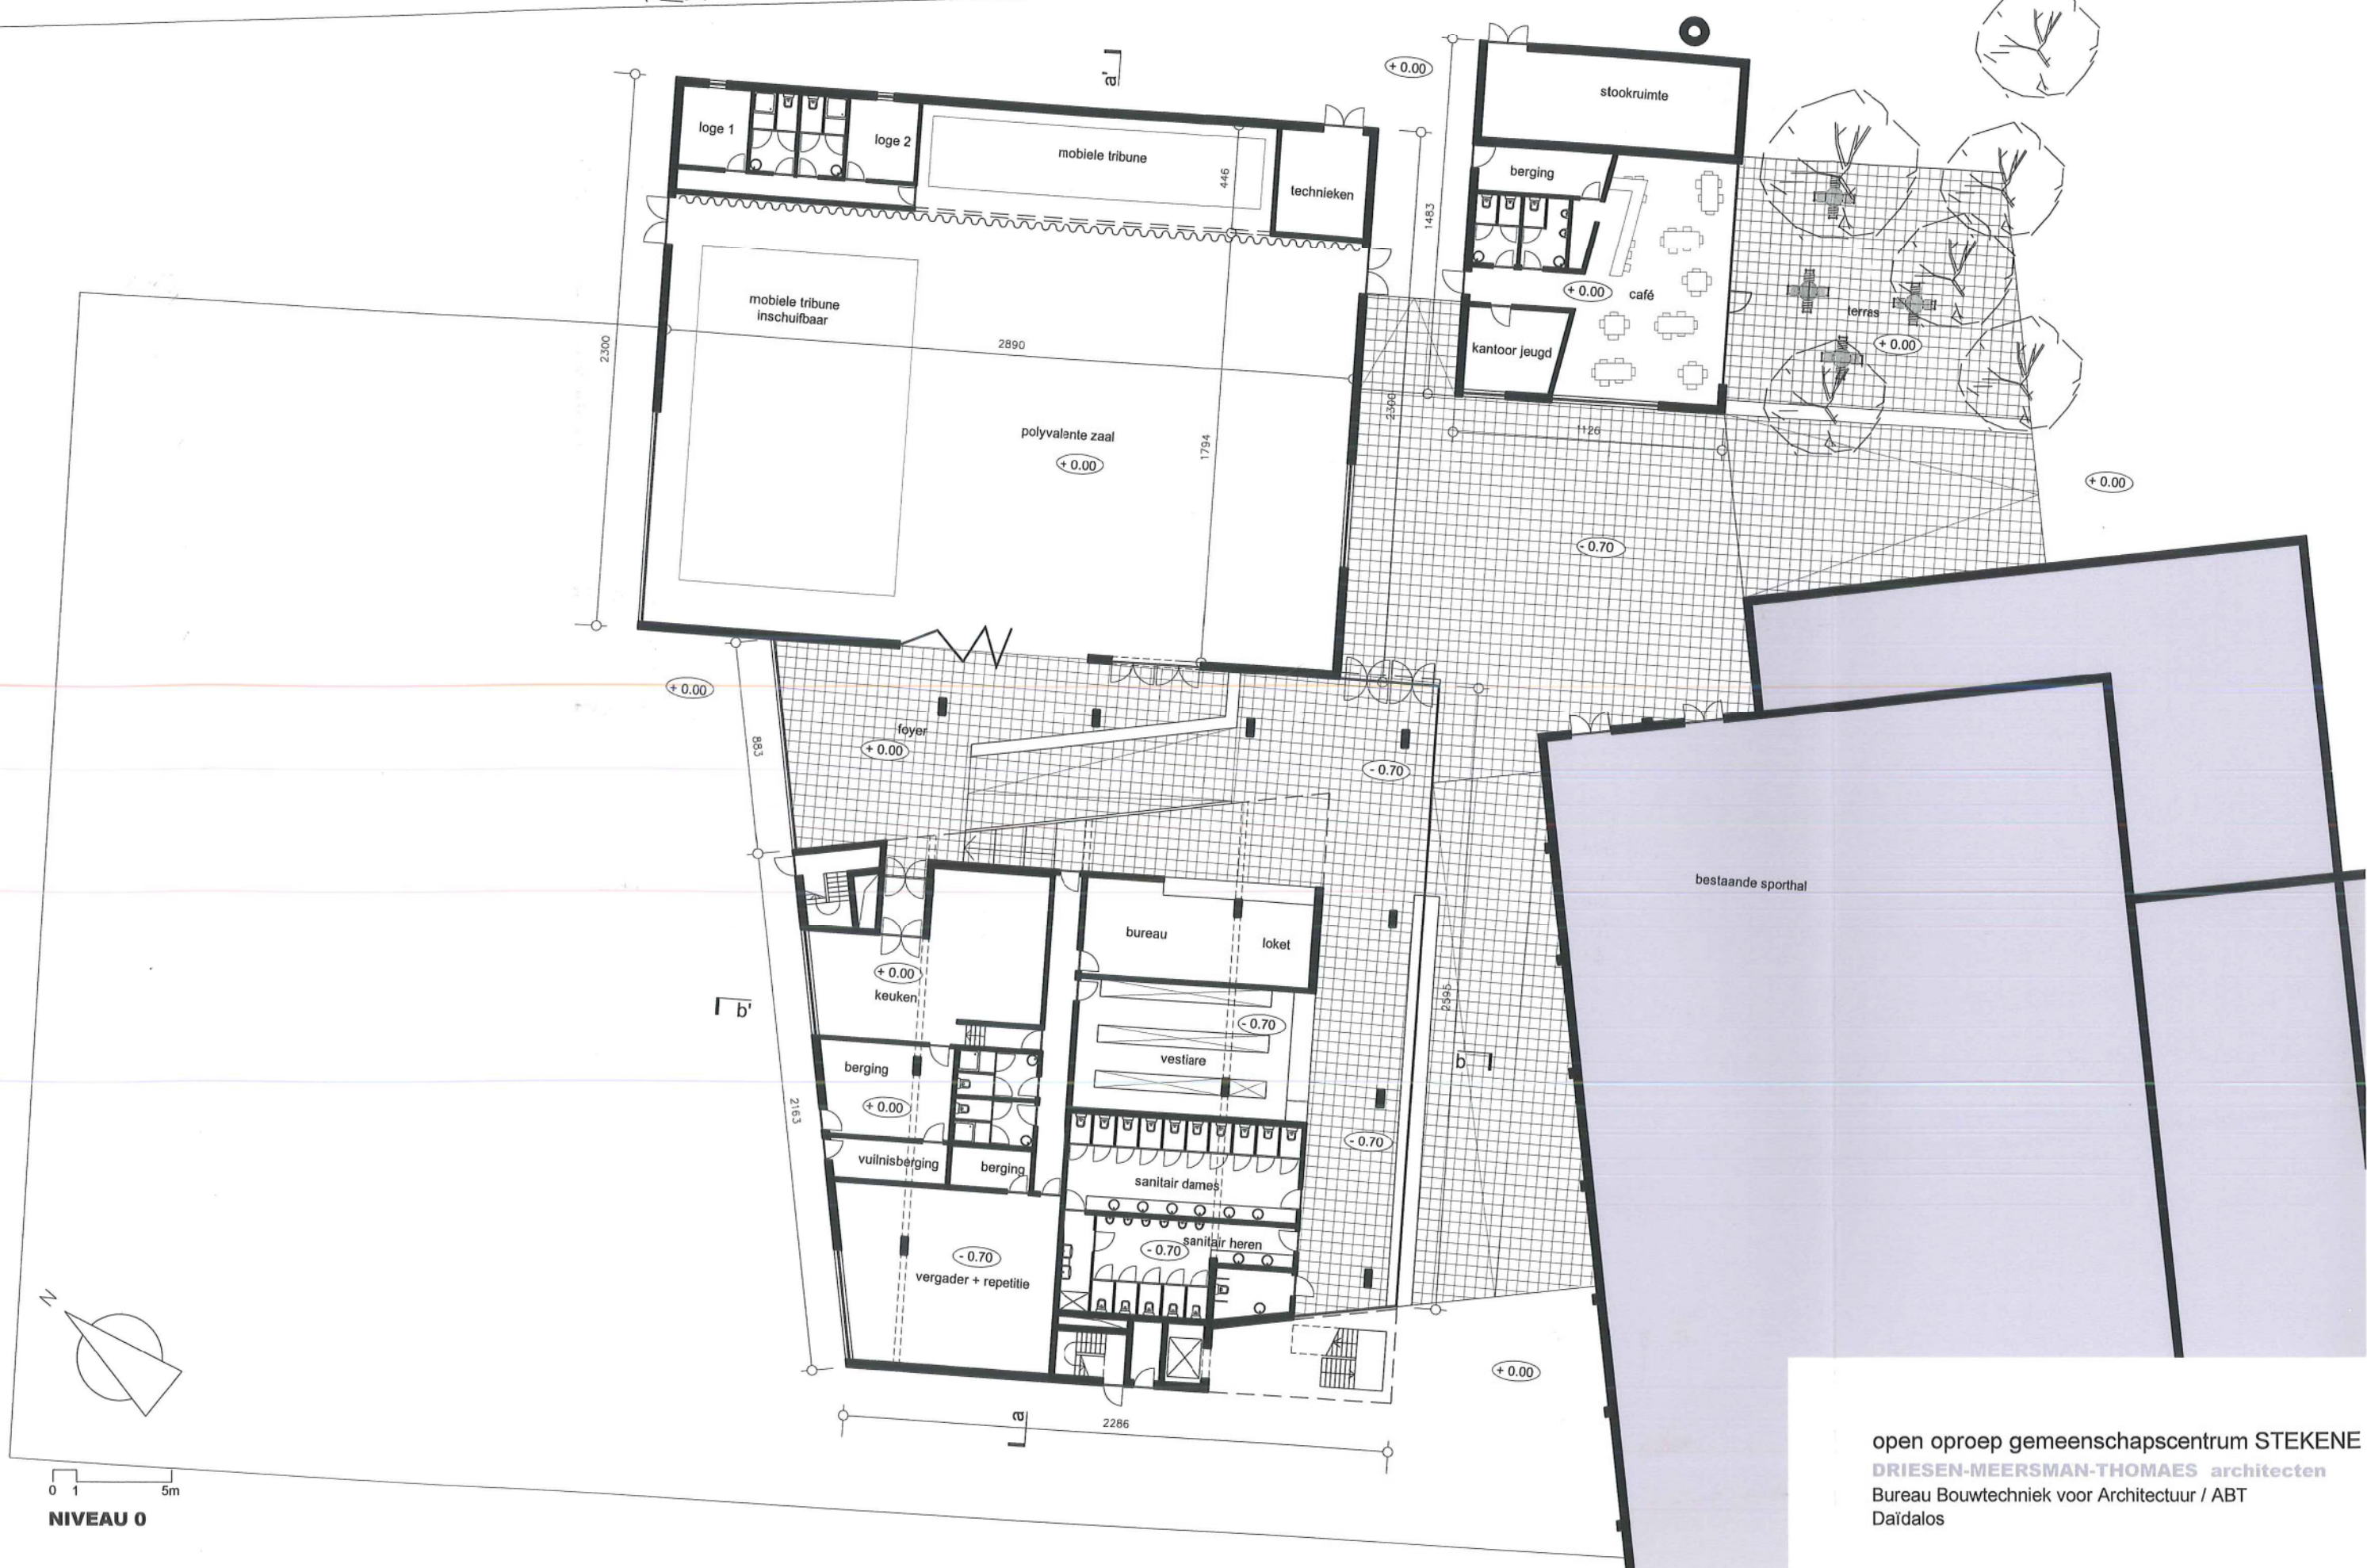 a'
+ 0.00
stookruimte
loge 1
loge 2
mobiele tribune
446
technieken
berging
1483
mobiele tribune
inschuifbaar
+ 0.00
café
terras
+ 0.00
2300
2890
kantoor jeugd
2300
1126
polyvalente zaal
+ 0.00
1794
+ 0.00
- 0.70
+ 0.00
foyer
+ 0.00
883
- 0.70
bestaande sporthal
bureau
loket
+ 0.00
keuken
b'
2595
- 0.70
vestiare
b
berging
+ 0.00
2163
- 0.70
vuilnisberging
berging
sanitair dames
sanitair heren
- 0.70
- 0.70
vergader + repetitie
N
+ 0.00
a
2286
0 1 5m
NIVEAU 0
open oproep gemeenschapscentrum STEKENE
DRIESEN-MEERSMAN-THOMAES architecten
Bureau Bouwtechniek voor Architectuur / ABT
Daïdalos